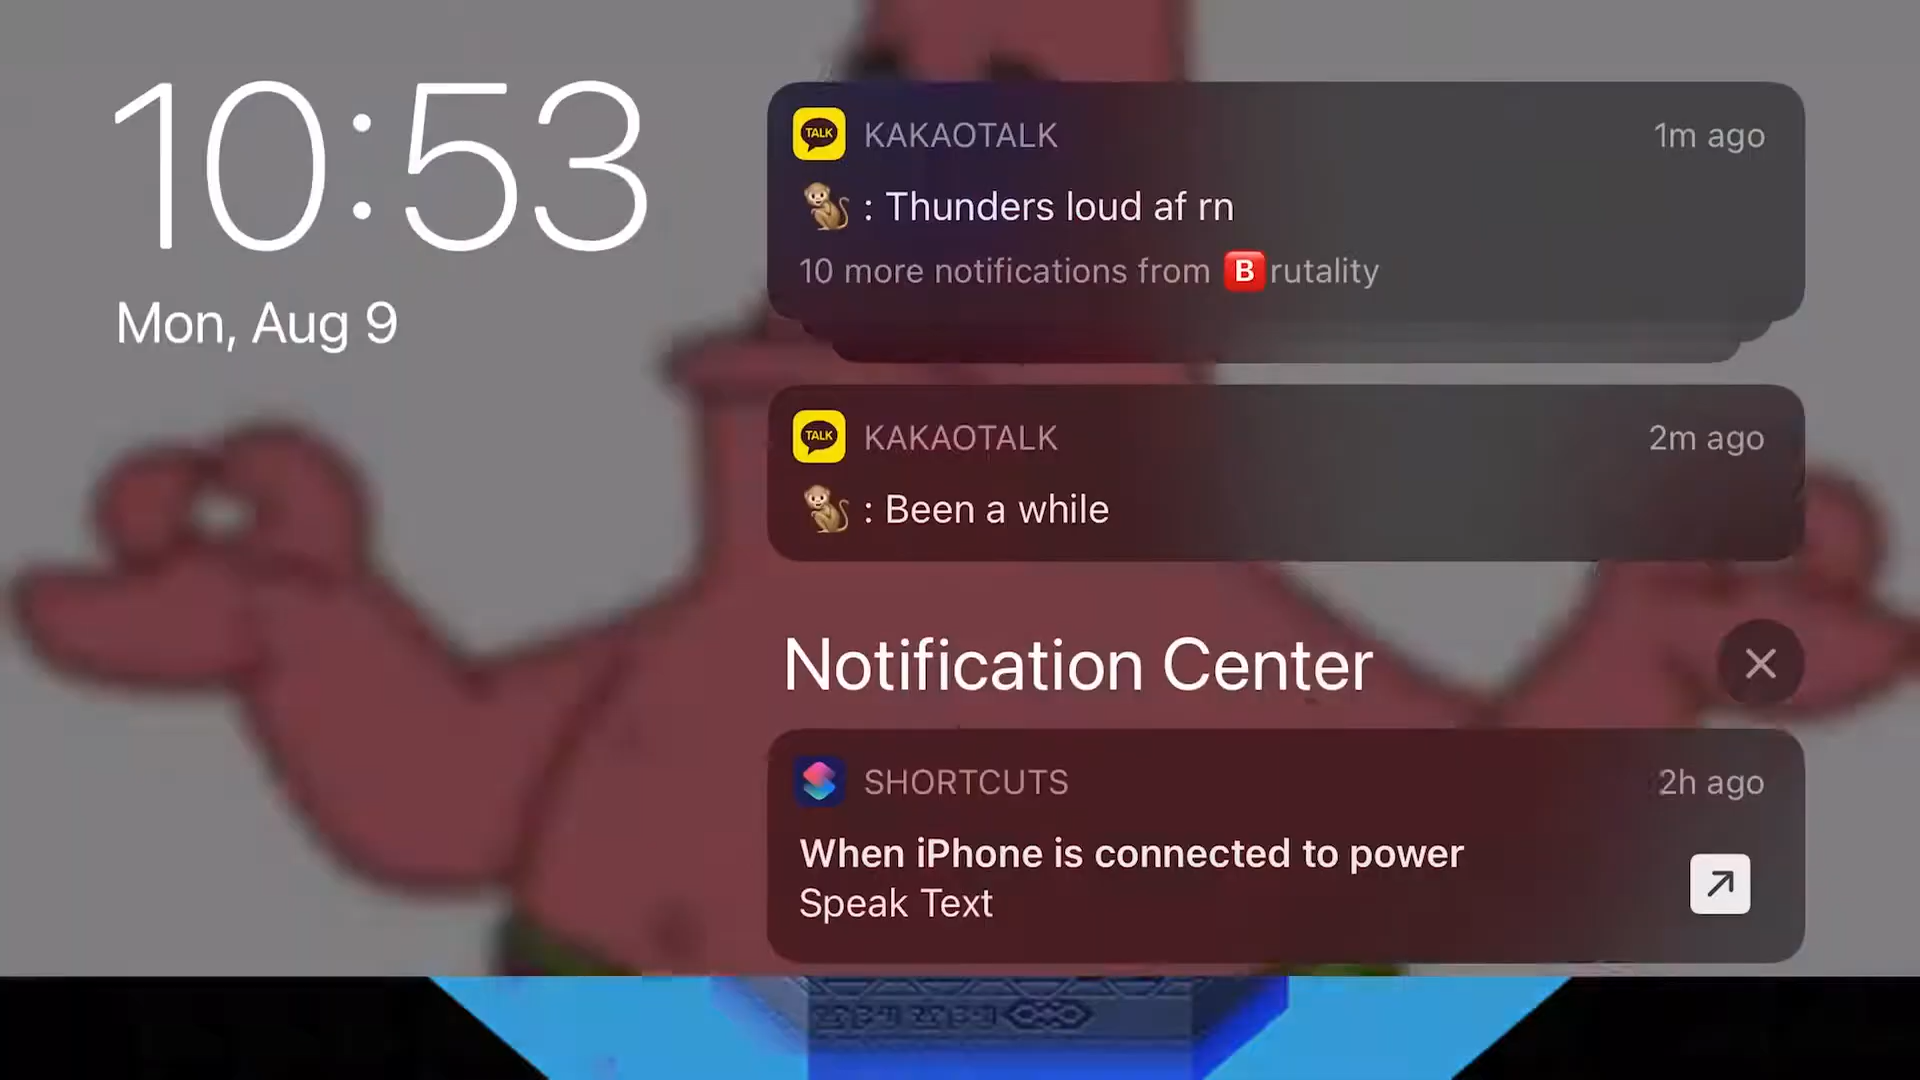 10:53
Mon, Aug 9
TALK KAKAOTALK 1m ago
🐒 : Thunders loud af rn
10 more notifications from 🅱️rutality
TALK KAKAOTALK 2m ago
🐒 : Been a while
Notification Center
SHORTCUTS 2h ago
When iPhone is connected to power
Speak Text